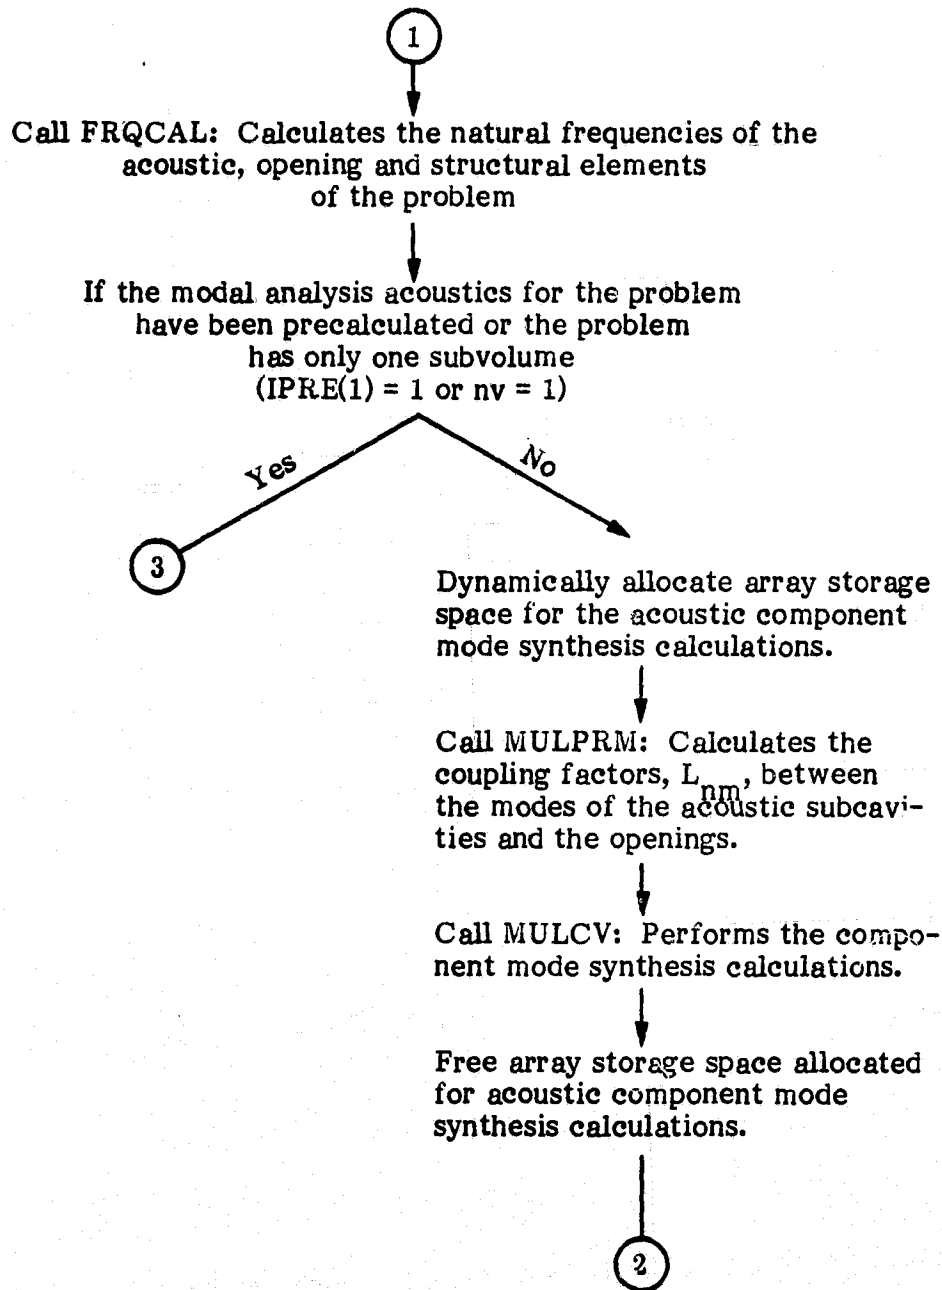 1
Call FRQCAL: Calculates the natural frequencies of the
acoustic, opening and structural elements
of the problem
If the modal analysis acoustics for the problem
have been precalculated or the problem
has only one subvolume
(IPRE(1) = 1 or nv = 1)
Yes
No
3
Dynamically allocate array storage
space for the acoustic component
mode synthesis calculations.
Call MULPRM: Calculates the
coupling factors, L_nm, between
the modes of the acoustic subcavi-
ties and the openings.
Call MULCV: Performs the compo-
nent mode synthesis calculations.
Free array storage space allocated
for acoustic component mode
synthesis calculations.
2